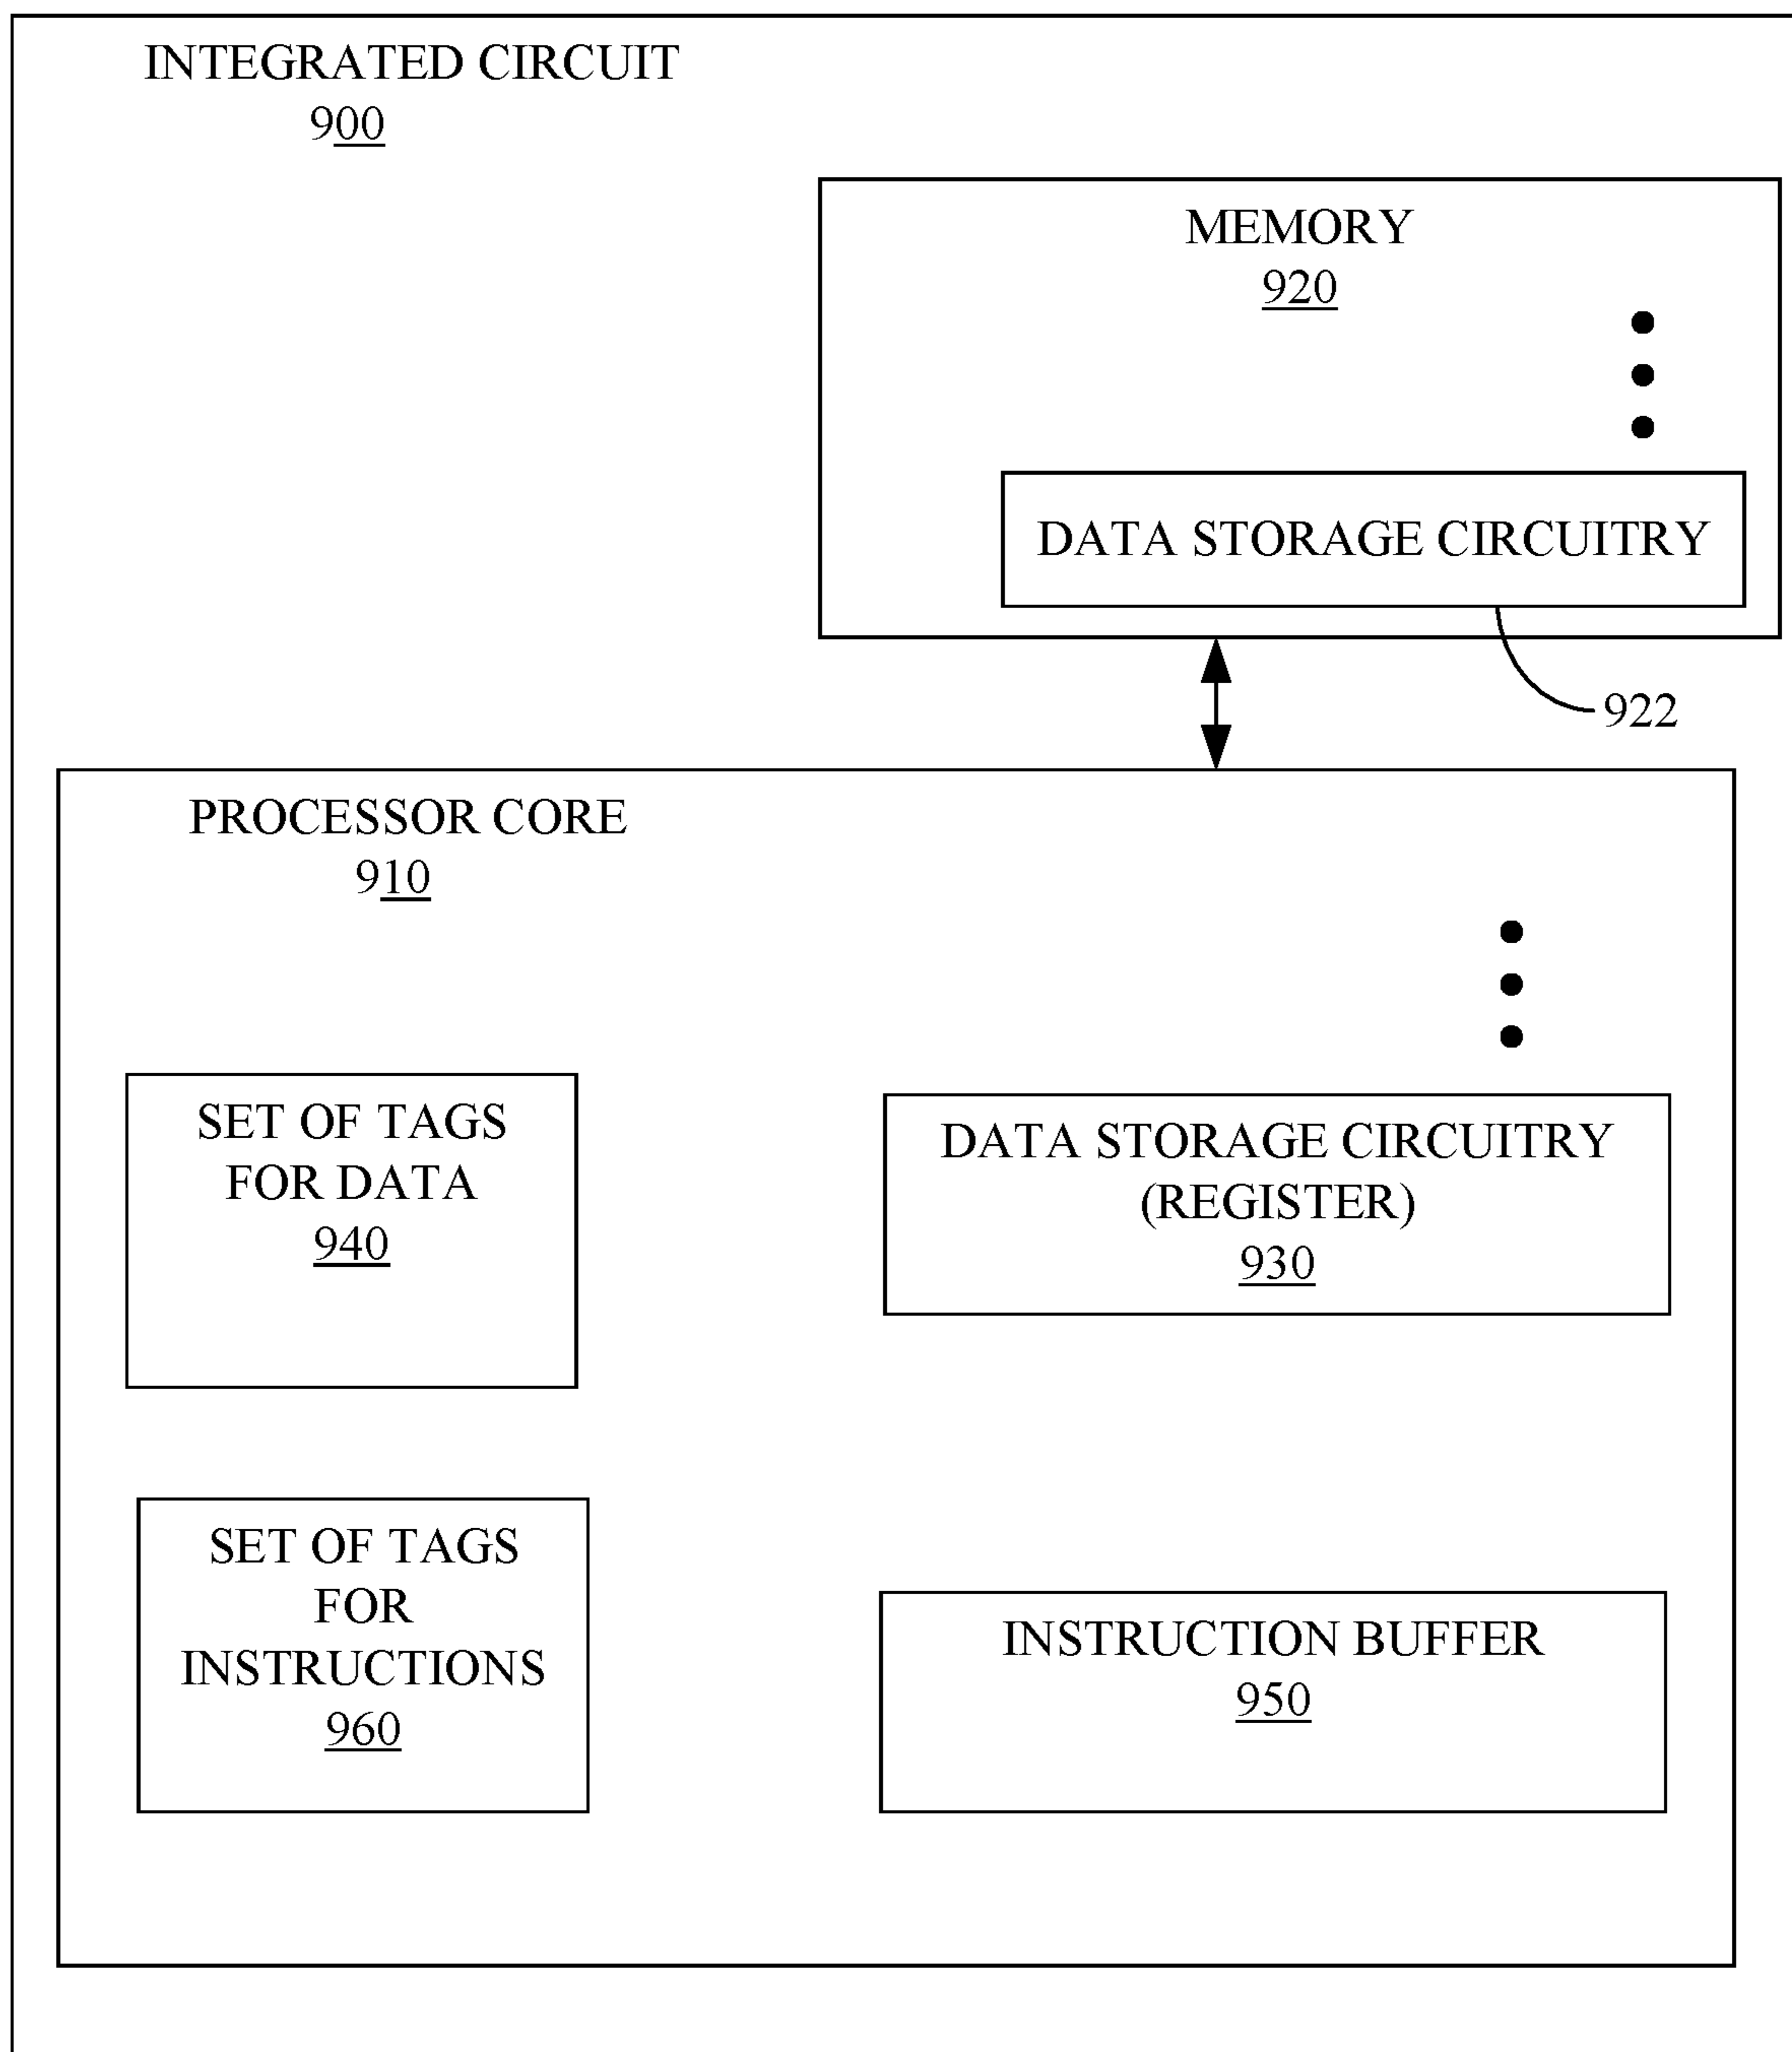 INTEGRATED CIRCUIT
900
MEMORY
920
DATA STORAGE CIRCUITRY
922
PROCESSOR CORE
910
SET OF TAGS
FOR DATA
940
DATA STORAGE CIRCUITRY
(REGISTER)
930
SET OF TAGS
FOR
INSTRUCTIONS
960
INSTRUCTION BUFFER
950